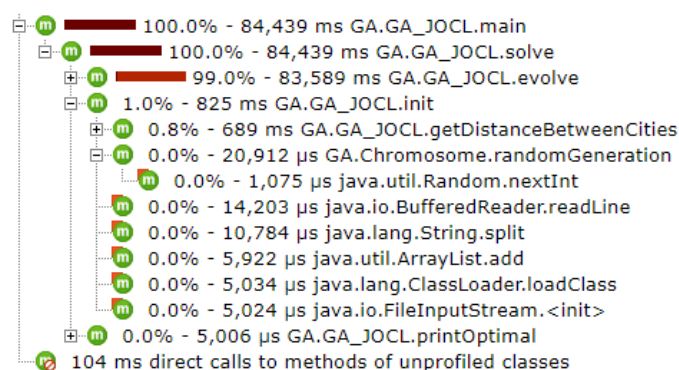 100.0% - 84,439 ms GA.GA_JOCL.main
100.0% - 84,439 ms GA.GA_JOCL.solve
99.0% - 83,589 ms GA.GA_JOCL.evolve
1.0% - 825 ms GA.GA_JOCL.init
0.8% - 689 ms GA.GA_JOCL.getDistanceBetweenCities
0.0% - 20,912 µs GA.Chromosome.randomGeneration
0.0% - 1,075 µs java.util.Random.nextInt
0.0% - 14,203 µs java.io.BufferedReader.readLine
0.0% - 10,784 µs java.lang.String.split
0.0% - 5,922 µs java.util.ArrayList.add
0.0% - 5,034 µs java.lang.ClassLoader.loadClass
0.0% - 5,024 µs java.io.FileInputStream.<init>
0.0% - 5,006 µs GA.GA_JOCL.printOptimal
104 ms direct calls to methods of unprofiled classes